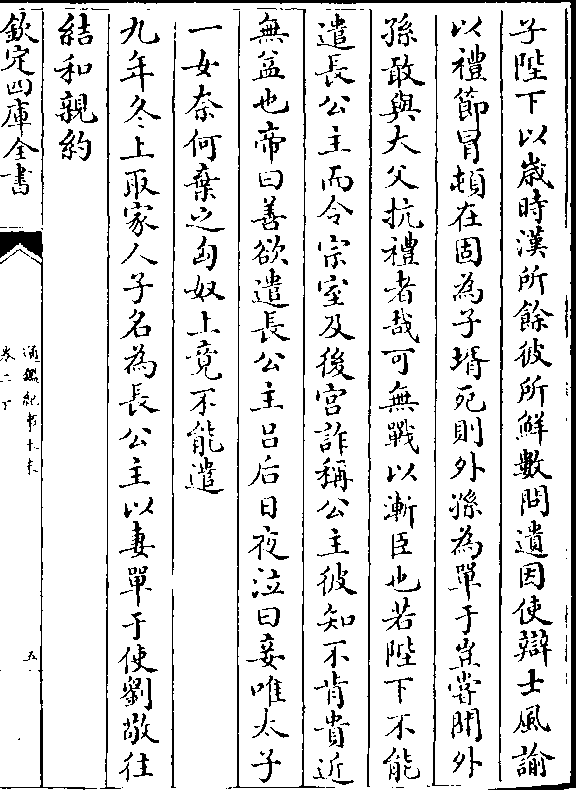 子陛下以歳時漢所餘彼所鮮數問遺因使辯士風諭
以禮節冒頓在固為子壻死則外孫為單于豈嘗聞外
孫敢與大父抗禮者哉可無戰以漸臣也若陛下不能
遣長公主而令宗室及後宫詐稱公主彼知不肯貴近
無益也帝曰善欲遣長公主吕后日夜泣曰妾唯太子
一女奈何棄之匈奴上竟不能遣
九年冬上取家人子名為長公主以妻單于使劉敬往
結和親約
欽定四庫全書
通鑑紀事本末
卷二下
五